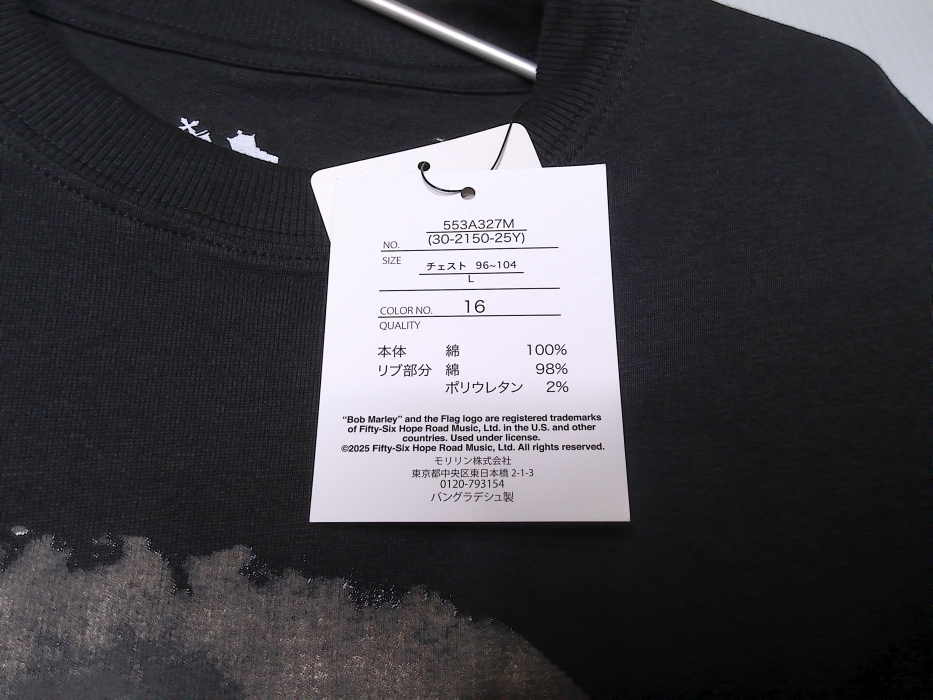 553A327M
NO. (30-2150-25Y)
SIZE チェスト 96~104
L
COLOR NO. 16
QUALITY
本体 綿 100%
リブ部分 綿 98%
ポリウレタン 2%
“Bob Marley” and the Flag logo are registered trademarks
of Fifty-Six Hope Road Music, Ltd. in the U.S. and other
countries. Used under license.
©2025 Fifty-Six Hope Road Music, Ltd. All rights reserved.
モリリン株式会社
東京都中央区東日本橋 2-1-3
0120-793154
バングラデシュ製